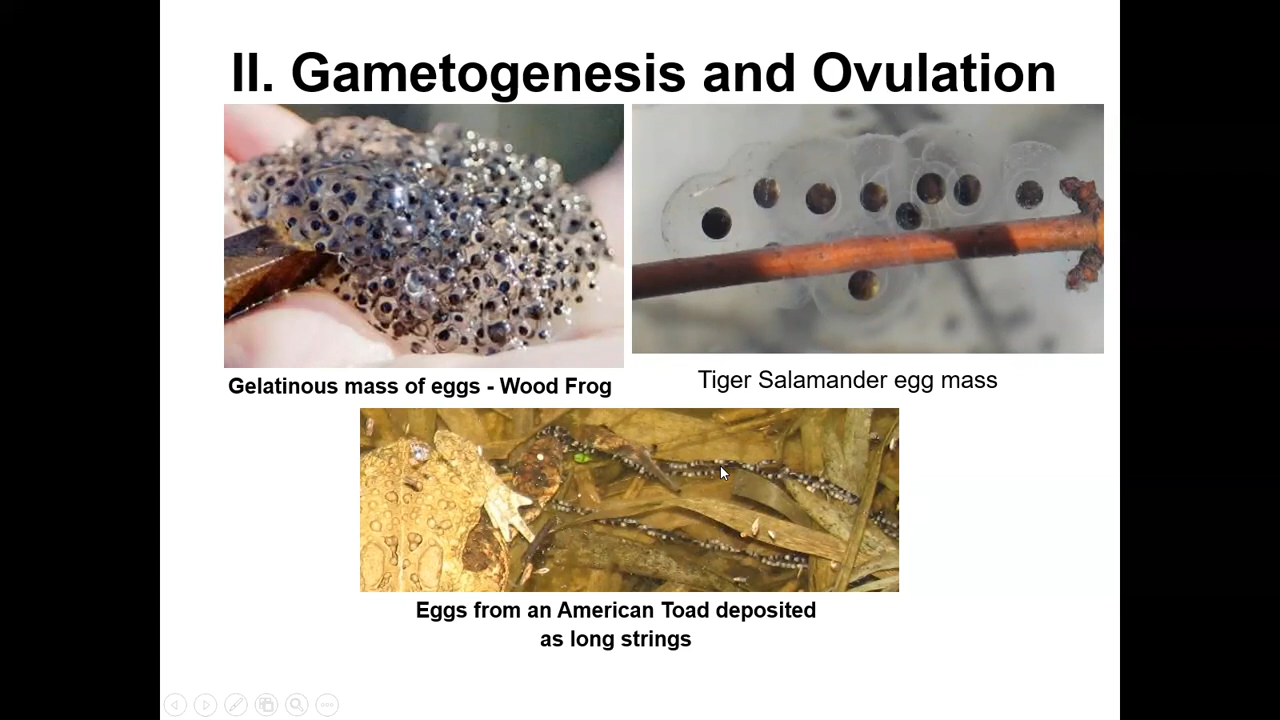 II. Gametogenesis and Ovulation
Gelatinous mass of eggs - Wood Frog
Tiger Salamander egg mass
Eggs from an American Toad deposited
as long strings